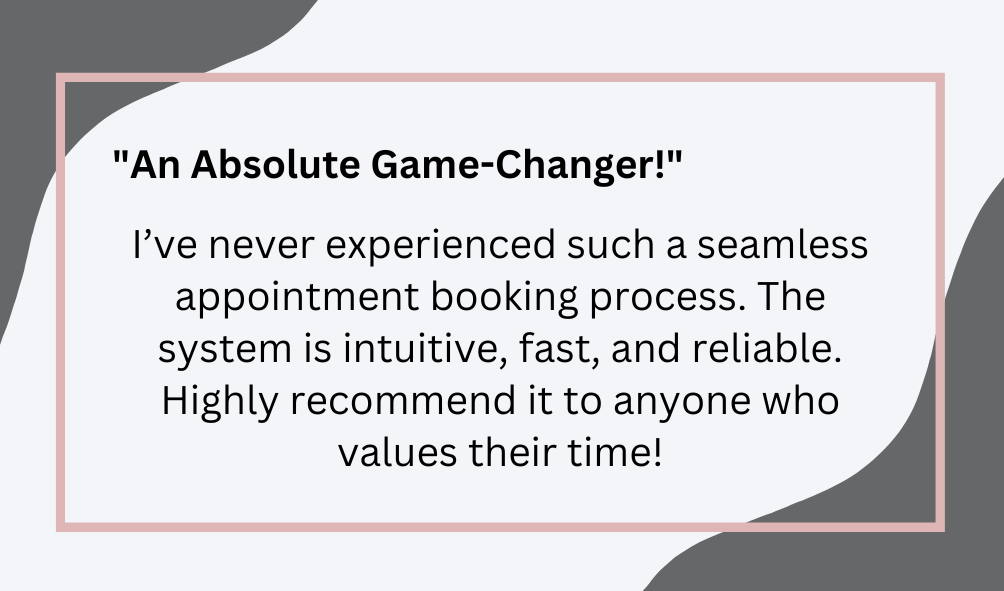 "An Absolute Game-Changer!"
I’ve never experienced such a seamless
appointment booking process. The
system is intuitive, fast, and reliable.
Highly recommend it to anyone who
values their time!